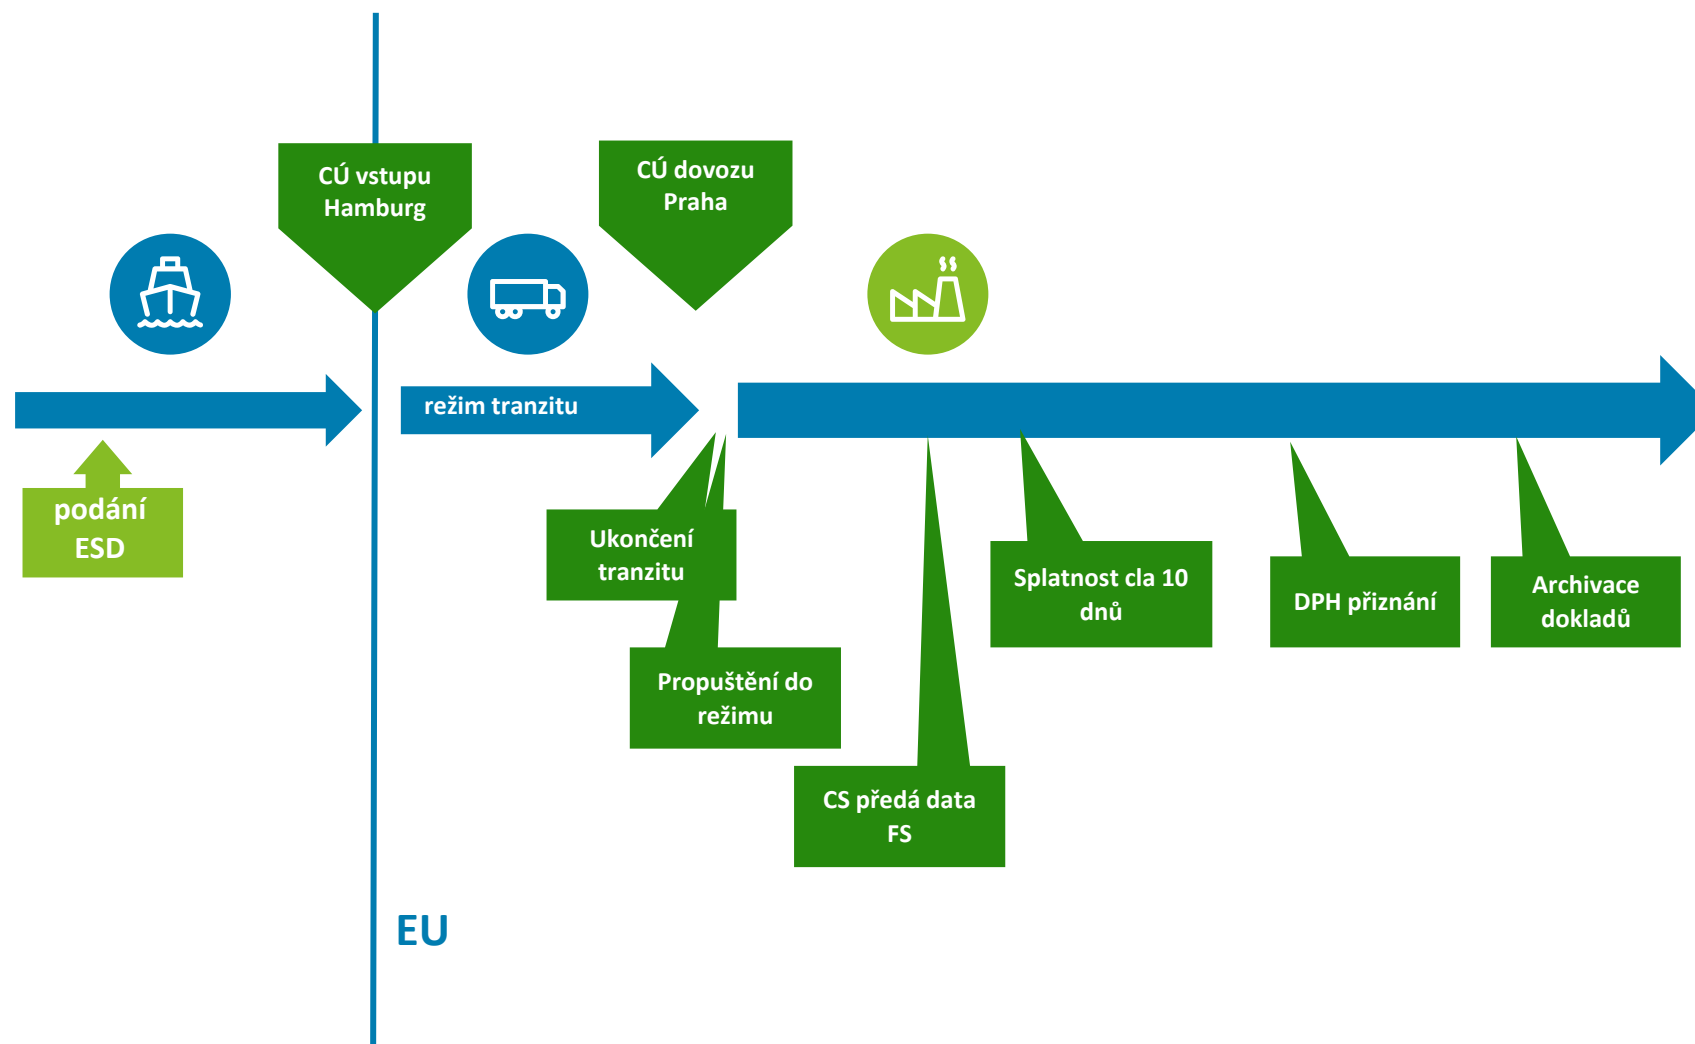 CÚ vstupu
Hamburg
CÚ dovozu
Praha
režim tranzitu
podání
ESD
Ukončení
tranzitu
Propuštění do
režimu
CS předá data
FS
Splatnost cla 10
dnů
DPH přiznání
Archivace
dokladů
EU